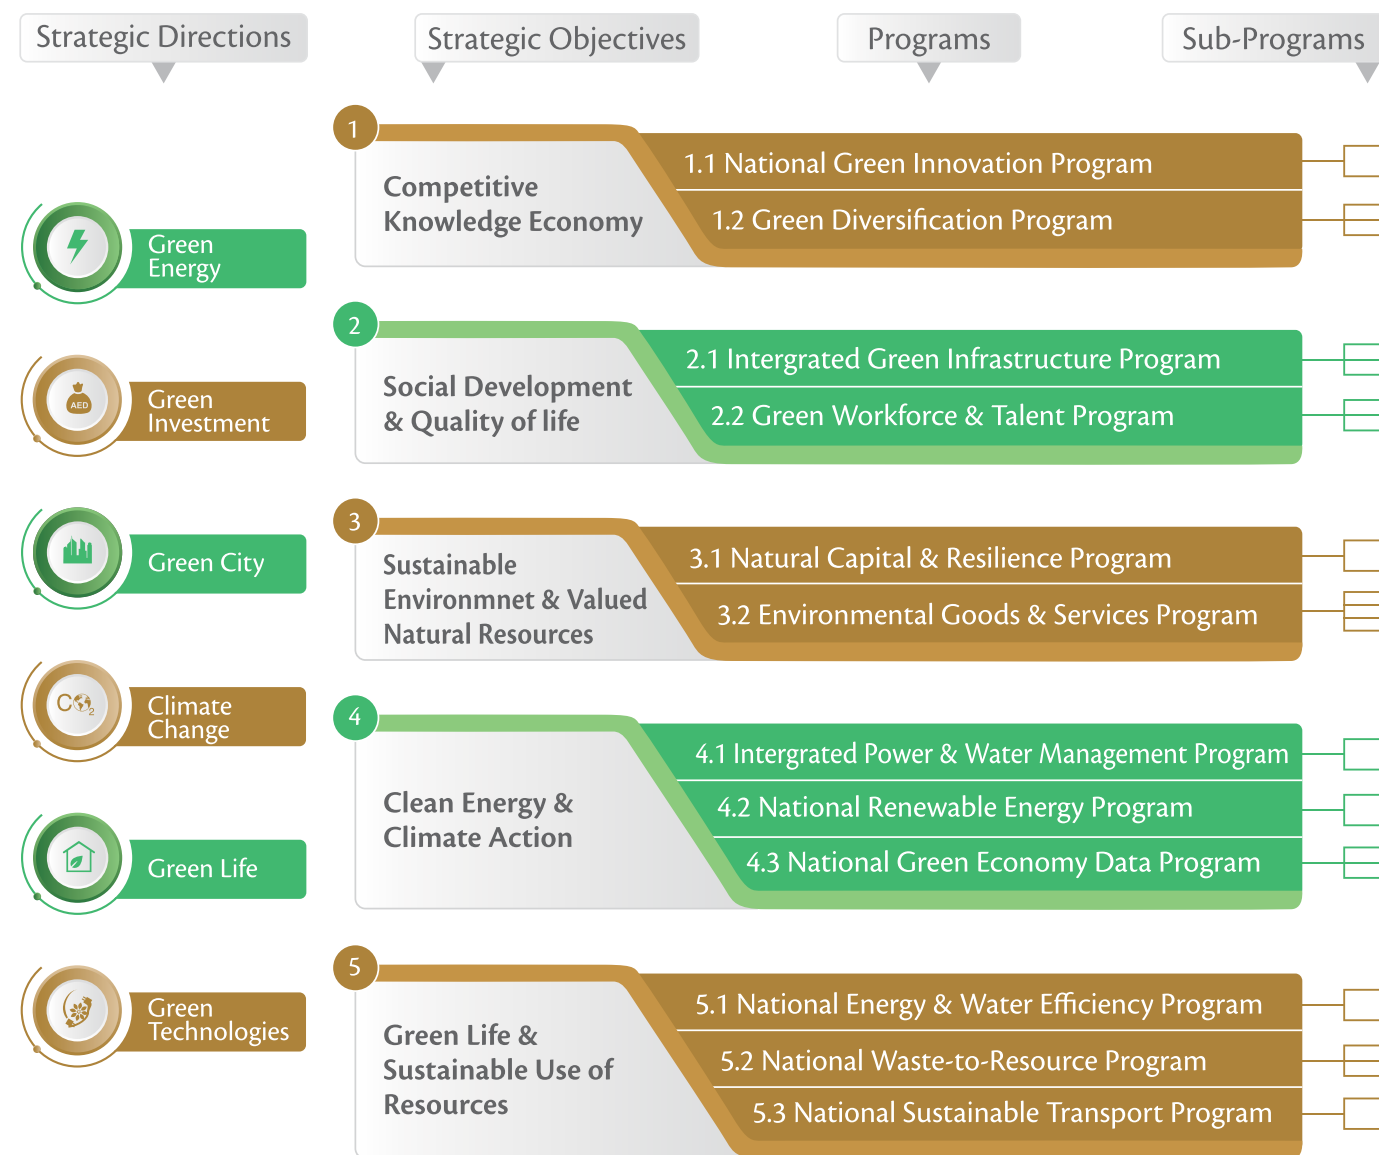 Strategic Directions
Strategic Objectives
Programs
Sub-Programs
Green
Energy
Green
Investment
AED
Green City
CO2
Climate
Change
Green Life
Green
Technologies
1
Competitive
Knowledge Economy
1.1 National Green Innovation Program
1.2 Green Diversification Program
2
Social Development
& Quality of life
2.1 Intergrated Green Infrastructure Program
2.2 Green Workforce & Talent Program
3
Sustainable
Environmnet & Valued
Natural Resources
3.1 Natural Capital & Resilience Program
3.2 Environmental Goods & Services Program
4
Clean Energy &
Climate Action
4.1 Intergrated Power & Water Management Program
4.2 National Renewable Energy Program
4.3 National Green Economy Data Program
5
Green Life &
Sustainable Use of
Resources
5.1 National Energy & Water Efficiency Program
5.2 National Waste-to-Resource Program
5.3 National Sustainable Transport Program